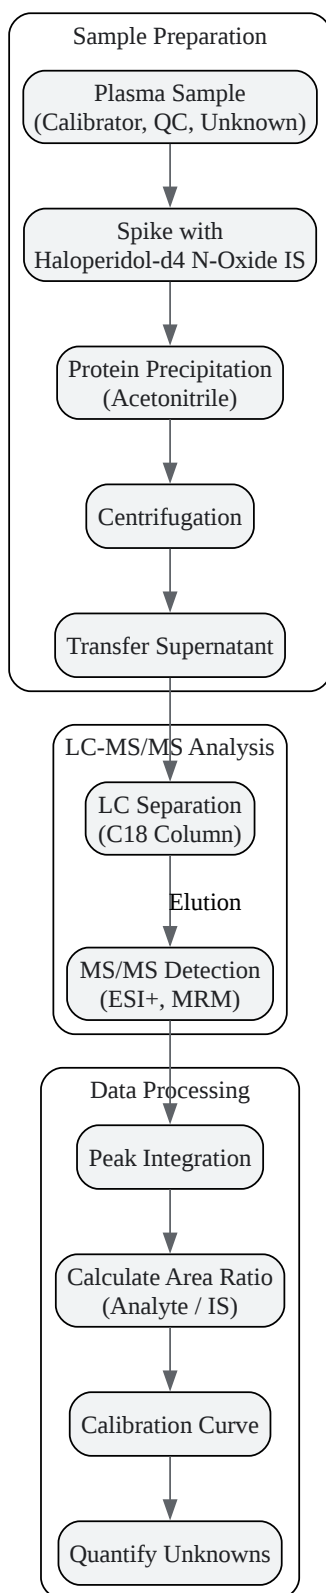 Sample Preparation
Plasma Sample
(Calibrator, QC, Unknown)
Spike with
Haloperidol-d4 N-Oxide IS
Protein Precipitation
(Acetonitrile)
Centrifugation
Transfer Supernatant
LC-MS/MS Analysis
LC Separation
(C18 Column)
Elution
MS/MS Detection
(ESI+, MRM)
Data Processing
Peak Integration
Calculate Area Ratio
(Analyte / IS)
Calibration Curve
Quantify Unknowns